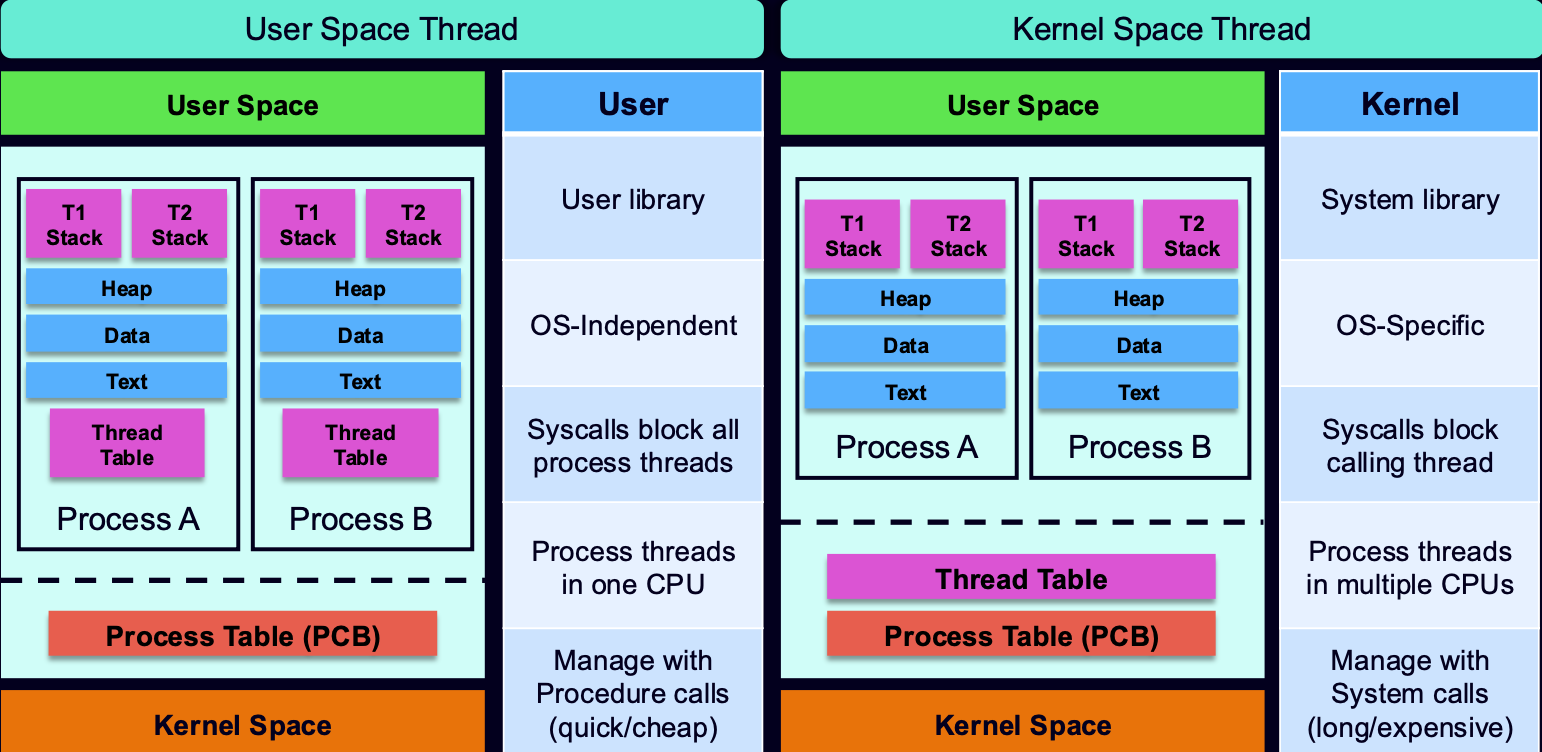 User Space Thread
User Space
T1
Stack
T2
Stack
Heap
Data
Text
Thread
Table
Process A
T1
Stack
T2
Stack
Heap
Data
Text
Thread
Table
Process B
Process Table (PCB)
Kernel Space
User
User library
OS-Independent
Syscalls block all
process threads
Process threads
in one CPU
Manage with
Procedure calls
(quick/cheap)
Kernel Space Thread
User Space
T1
Stack
T2
Stack
Heap
Data
Text
Process A
T1
Stack
T2
Stack
Heap
Data
Text
Process B
Thread Table
Process Table (PCB)
Kernel Space
Kernel
System library
OS-Specific
Syscalls block
calling thread
Process threads
in multiple CPUs
Manage with
System calls
(long/expensive)